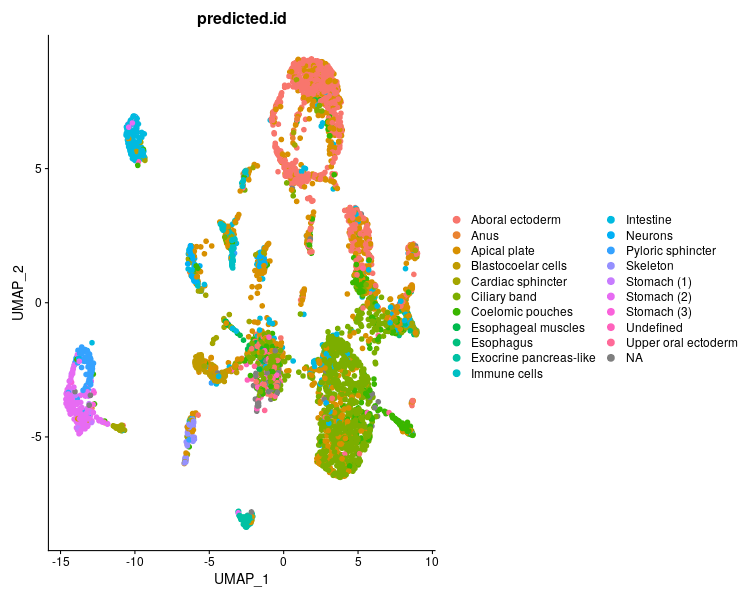 predicted.id
UMAP_2
5
0
-5
-15
-10
-5
0
5
10
UMAP_1
Aboral ectoderm
Anus
Apical plate
Blastocoelar cells
Cardiac sphincter
Ciliary band
Coelomic pouches
Esophageal muscles
Esophagus
Exocrine pancreas-like
Immune cells
Intestine
Neurons
Pyloric sphincter
Skeleton
Stomach (1)
Stomach (2)
Stomach (3)
Undefined
Upper oral ectoderm
NA